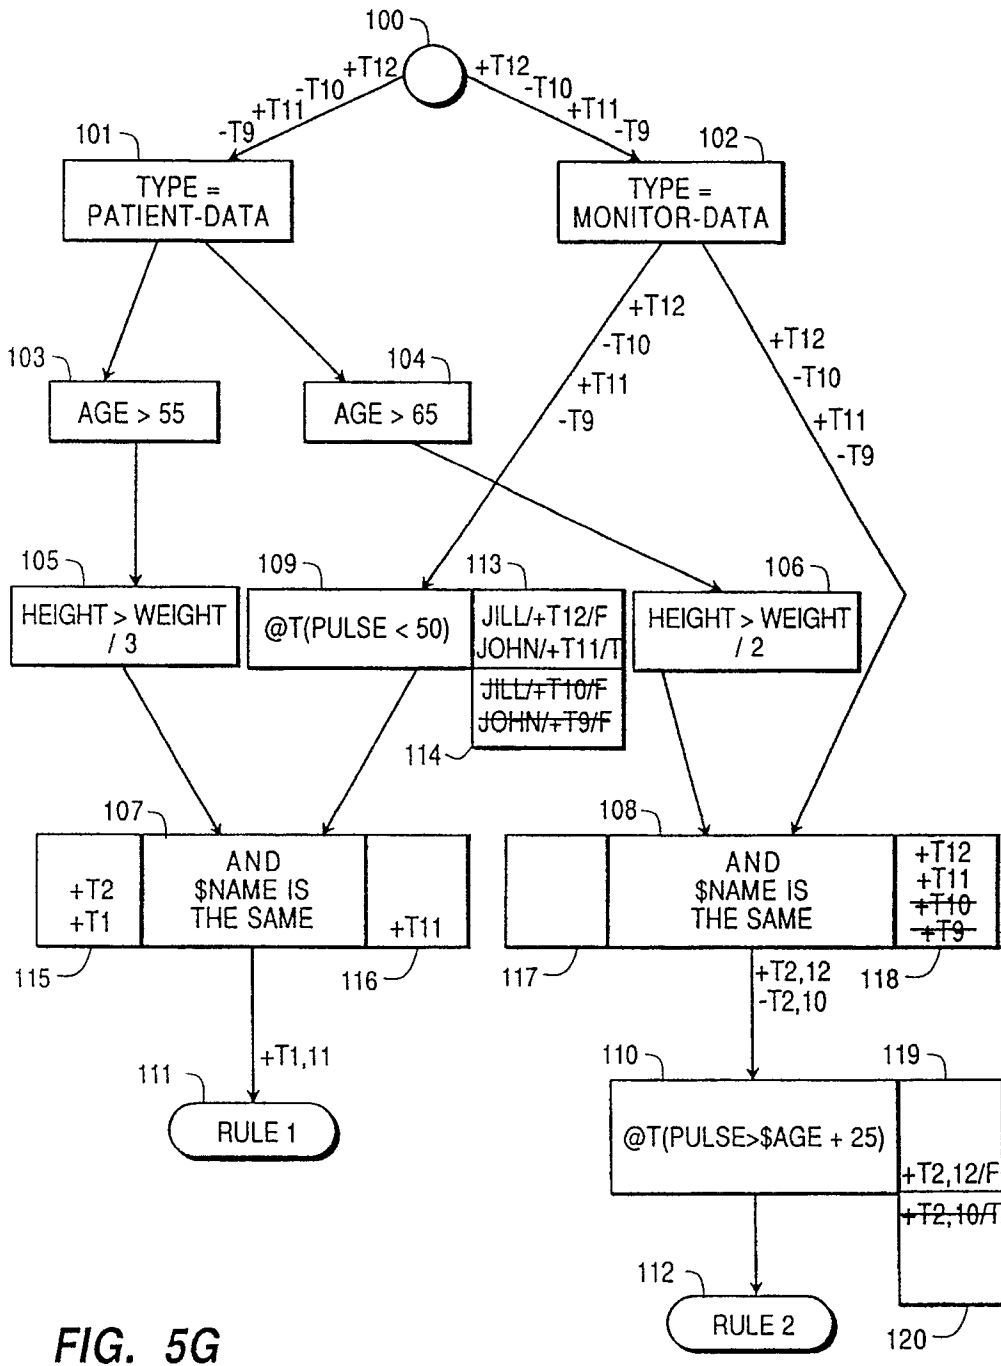 100
+T12
-T10
+T11
-T9
+T12
-T10
+T11
-T9
101
TYPE =
PATIENT-DATA
102
TYPE =
MONITOR-DATA
+T12
-T10
+T11
-T9
+T12
-T10
+T11
-T9
103
AGE > 55
104
AGE > 65
105
HEIGHT > WEIGHT
/ 3
109
@T(PULSE < 50)
113
JILL/+T12/F
JOHN/+T11/T
JILL/+T10/F
JOHN/+T9/F
114
106
HEIGHT > WEIGHT
/ 2
107
+T2
+T1
AND
$NAME IS
THE SAME
+T11
115
116
108
AND
$NAME IS
THE SAME
+T12
+T11
+T10
+T9
117
118
+T2,12
-T2,10
+T1,11
111
RULE 1
110
@T(PULSE>$AGE + 25)
119
+T2,12/F
+T2,10/T
120
112
RULE 2
FIG. 5G